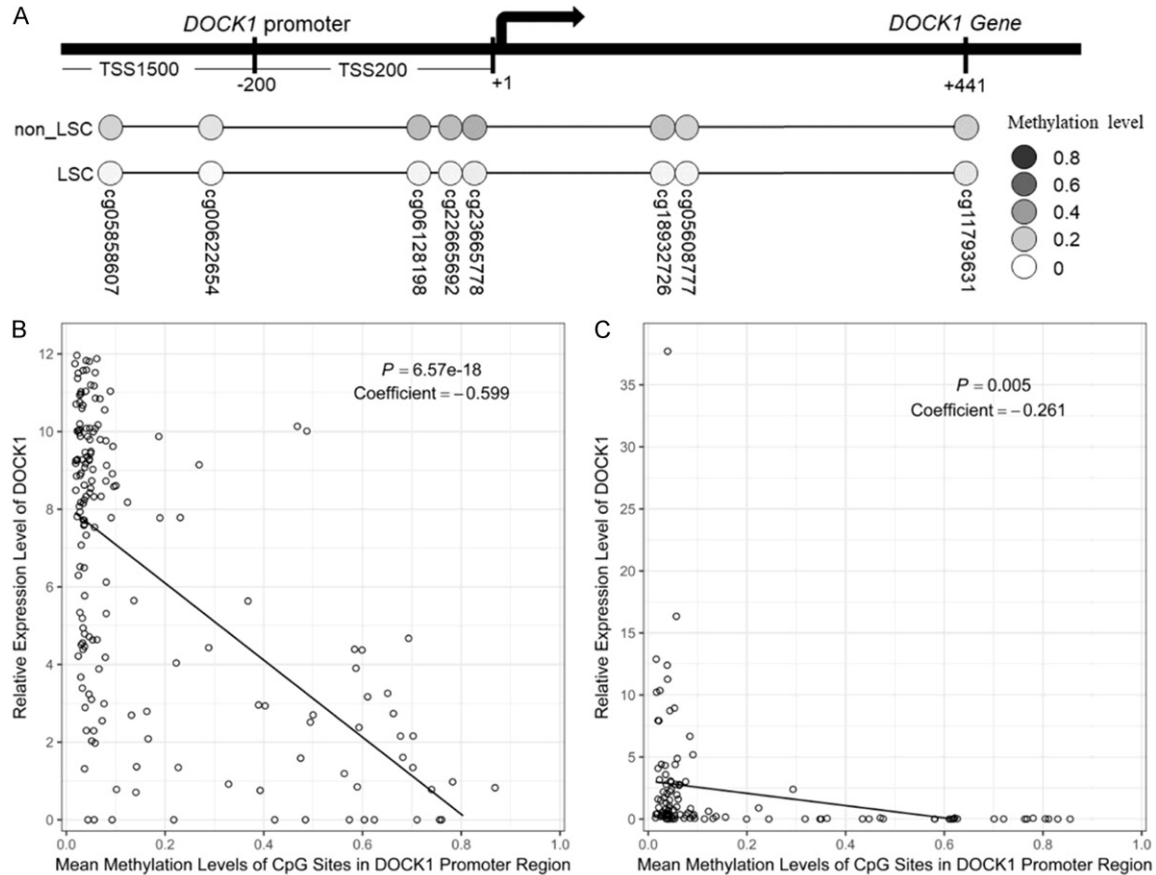 A
DOCK1 promoter
DOCK1 Gene
TSS1500
TSS200
-200
+1
+441
non_LSC
LSC
cg05858607
cg00622654
cg06128198
cg22665692
cg23665778
cg18932726
cg05608777
cg11793631
Methylation level
0.8
0.6
0.4
0.2
0
B
P = 6.57e-18
Coefficient = −0.599
Relative Expression Level of DOCK1
12
10
8
6
4
2
0
0.0 0.2 0.4 0.6 0.8 1.0
Mean Methylation Levels of CpG Sites in DOCK1 Promoter Region
C
P = 0.005
Coefficient = −0.261
Relative Expression Level of DOCK1
35
30
25
20
15
10
5
0
0.0 0.2 0.4 0.6 0.8 1.0
Mean Methylation Levels of CpG Sites in DOCK1 Promoter Region